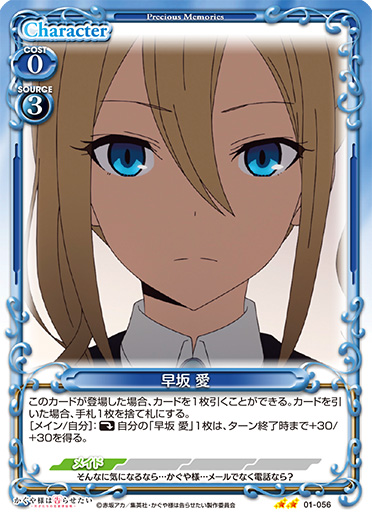 Precious Memories
Character
COST
0
SOURCE
3
早坂 愛
このカードが登場した場合、カードを1枚引くことができる。カードを引
いた場合、手札1枚を捨て札にする。
[メイン/自分]:自分の「早坂 愛」1枚は、ターン終了時まで+30/
+30を得る。
メイド
そんなに気になるなら…かぐや様…メールでなく電話なら?
かぐや様は告らせたい
©赤坂アカ/集英社・かぐや様は告らせたい製作委員会
01-056